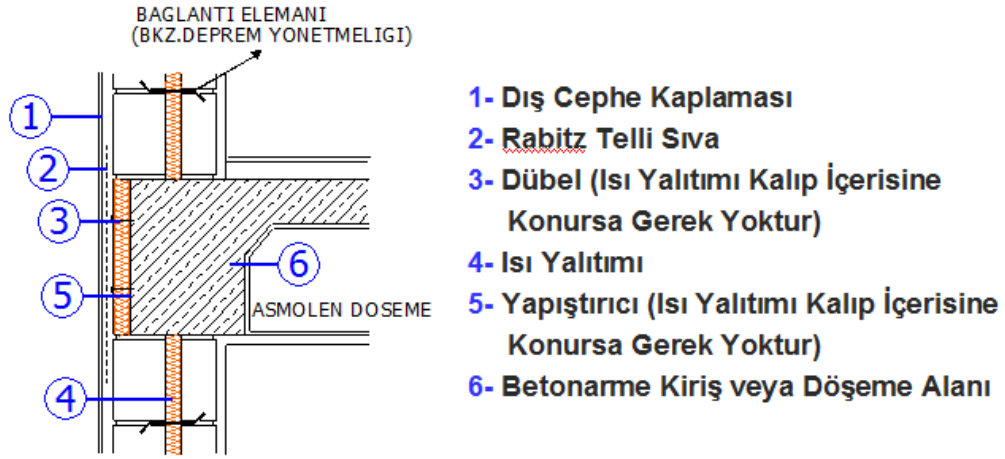 BAGLANTI ELEMANI
(BKZ.DEPREM YONETMELIGI)
1
2
3
5
4
6
ASMOLEN DOSEME
1- Dış Cephe Kaplaması
2- Rabitz Telli Sıva
3- Dübel (Isı Yalıtımı Kalıp İçerisine
Konursa Gerek Yoktur)
4- Isı Yalıtımı
5- Yapıştırıcı (Isı Yalıtımı Kalıp İçerisine
Konursa Gerek Yoktur)
6- Betonarme Kiriş veya Döşeme Alanı